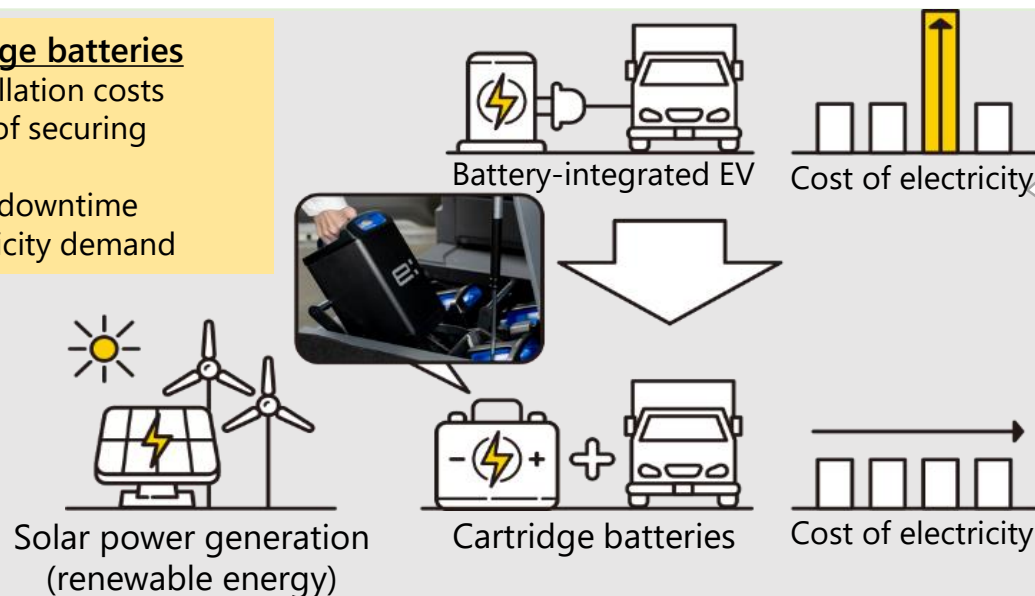 ge batteries
llation costs
of securing
downtime
icity demand
Battery-integrated EV
Cost of electricity
e:
Solar power generation
(renewable energy)
Cartridge batteries
Cost of electricity